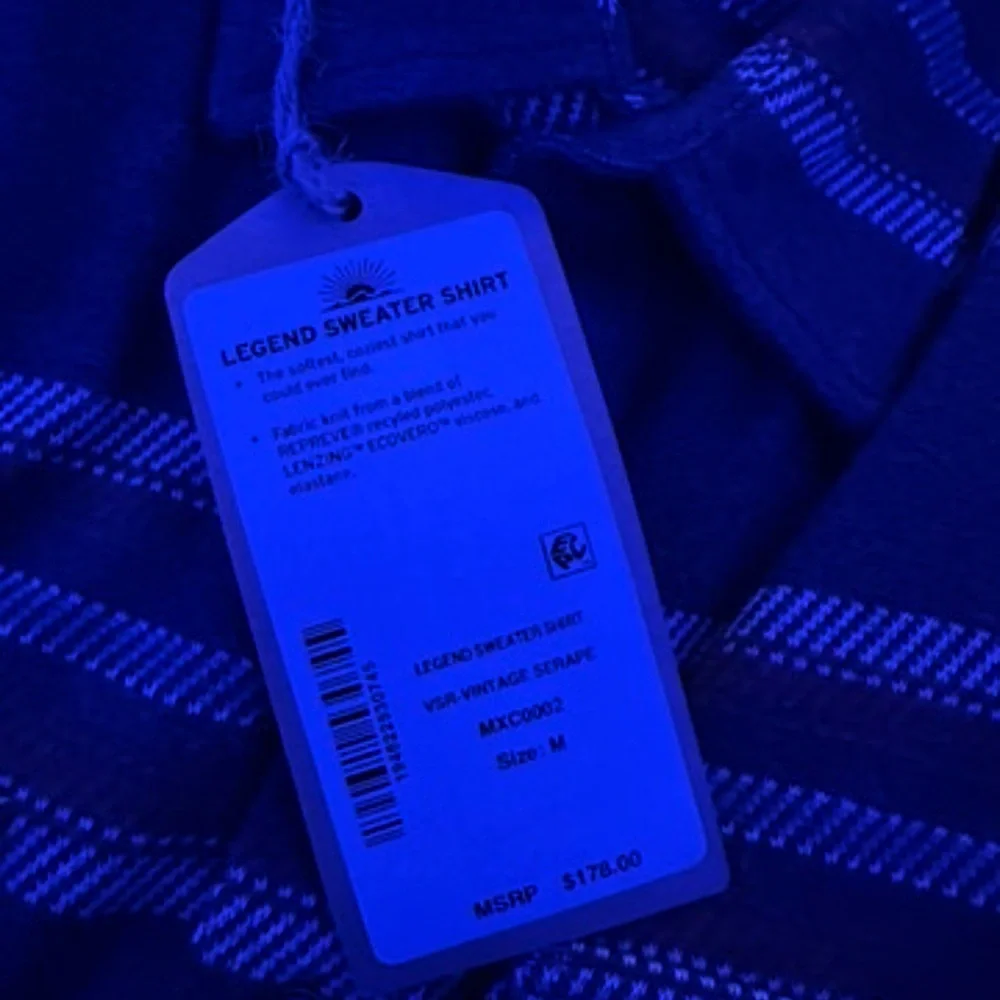 LEGEND SWEATER SHIRT
• The softest, coziest shirt that you
could ever find.
• Fabric knit from a blend of
REPREVE® recyled polyester,
LENZING™ ECOVERO™ viscose, and
elastane.
LEGEND SWEATER SHIRT
VSR-VINTAGE SERAPE
MXC0002
Size: M
MSRP $178.00